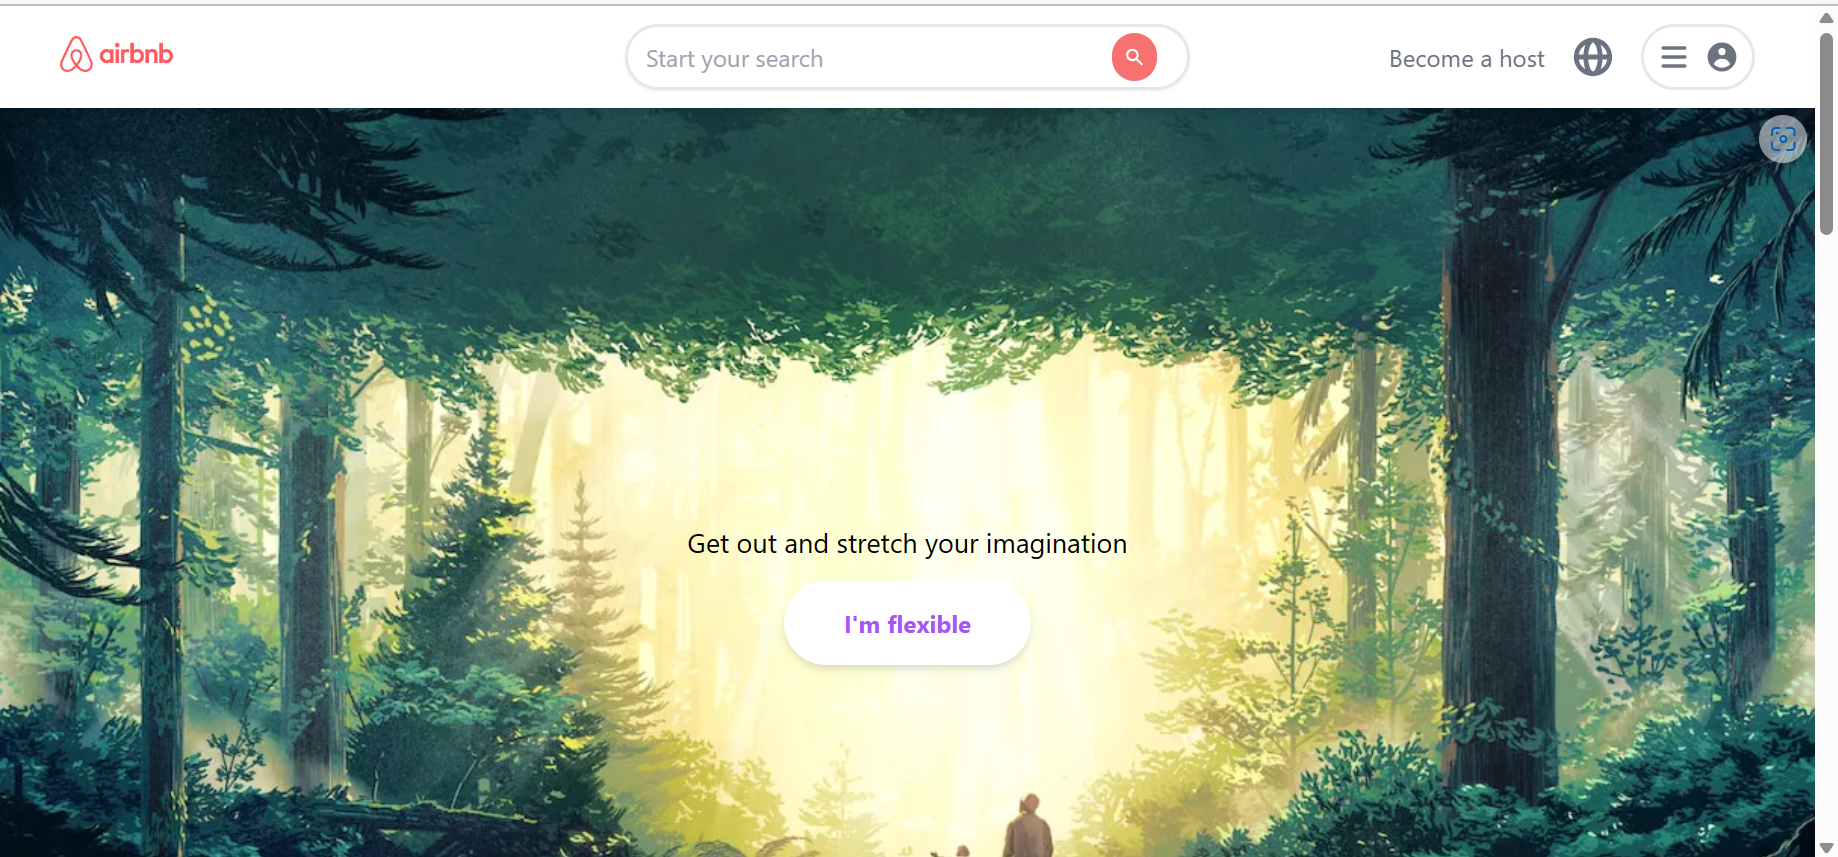 airbnb
Start your search
Become a host
Get out and stretch your imagination
I'm flexible